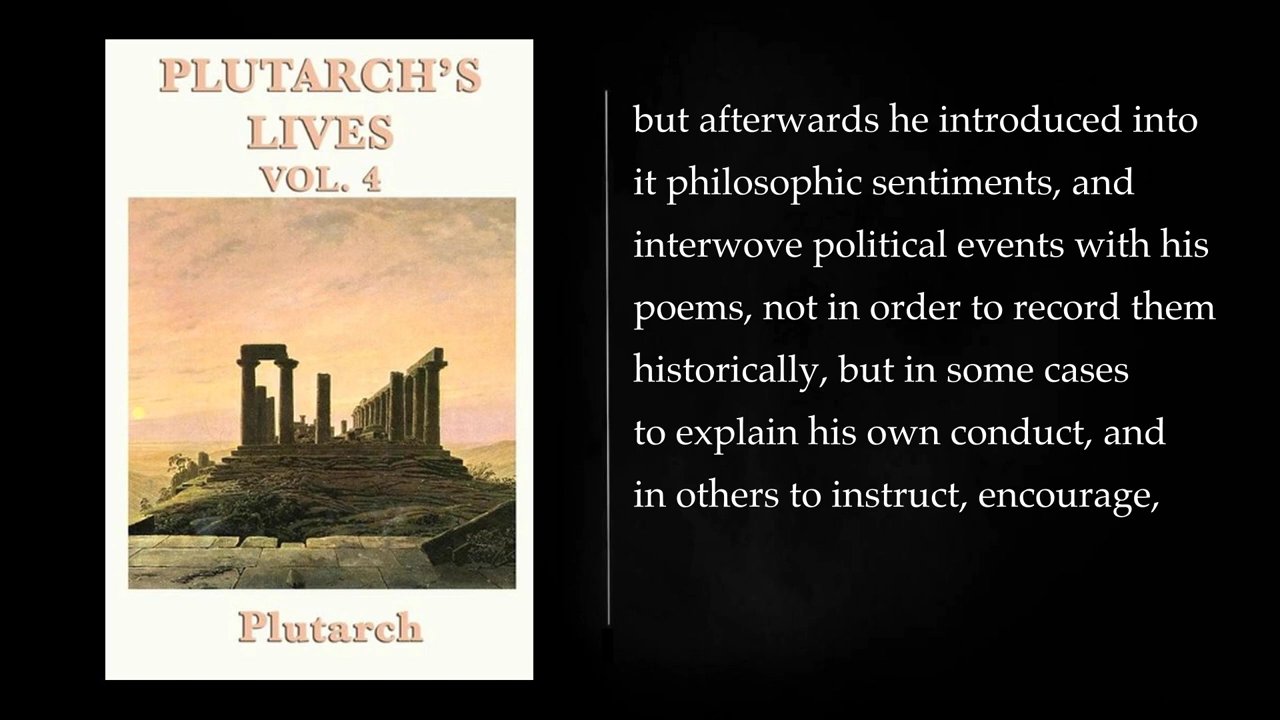 PLUTARCH'S
LIVES
VOL. 4
Plutarch
but afterwards he introduced into
it philosophic sentiments, and
interwove political events with his
poems, not in order to record them
historically, but in some cases
to explain his own conduct, and
in others to instruct, encourage,